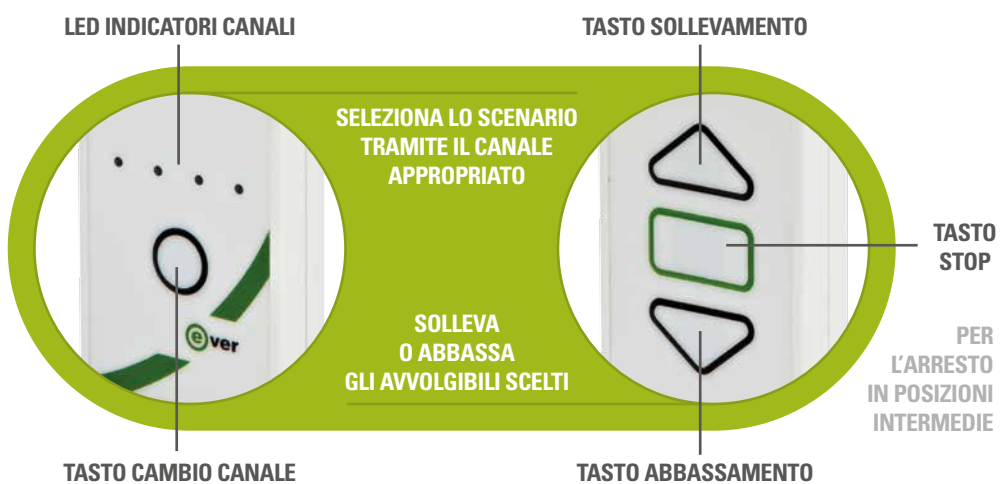 LED INDICATORI CANALI
TASTO SOLLEVAMENTO
SELEZIONA LO SCENARIO
TRAMITE IL CANALE
APPROPRIATO
TASTO
STOP
ever
SOLLEVA
O ABBASSA
GLI AVVOLGIBILI SCELTI
PER
L'ARRESTO
IN POSIZIONI
INTERMEDIE
TASTO CAMBIO CANALE
TASTO ABBASSAMENTO